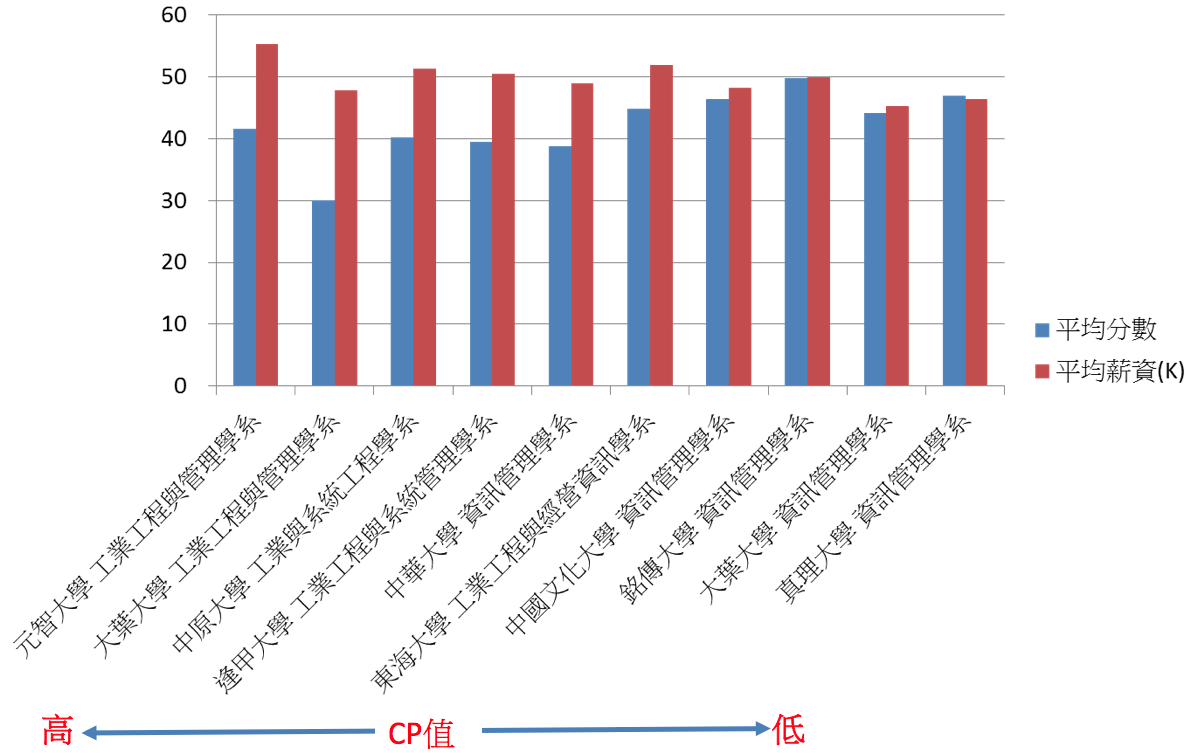 60
50
40
30
20
10
0
平均分數
平均薪資(K)
元智大學 工業工程與管理學系
大葉大學 工業工程與管理學系
中原大學 工業與系統工程學系
逢甲大學 工業工程與系統管理學系
中華大學 資訊管理學系
東海大學 工業工程與經營資訊學系
中國文化大學 資訊管理學系
銘傳大學 資訊管理學系
大葉大學 資訊管理學系
真理大學 資訊管理學系
高 CP值 低